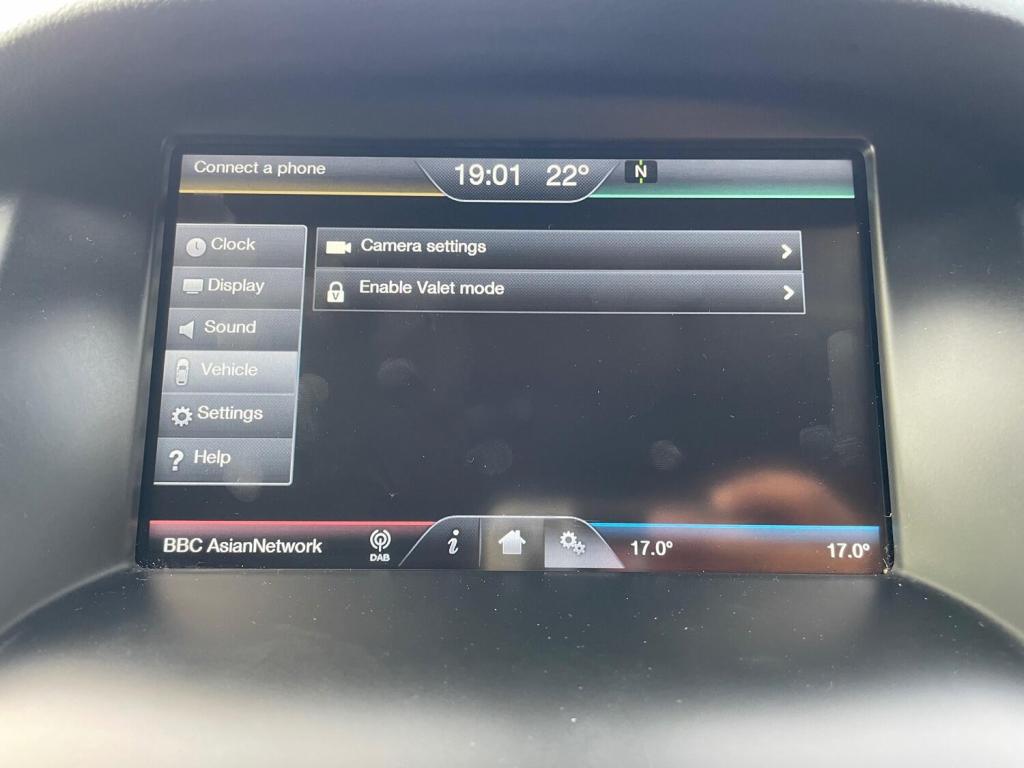 Connect a phone
19:01 22° N
Clock
Display
Sound
Vehicle
Settings
? Help
Camera settings
Enable Valet mode
V
BBC AsianNetwork
DAB
i
17.0°
17.0°